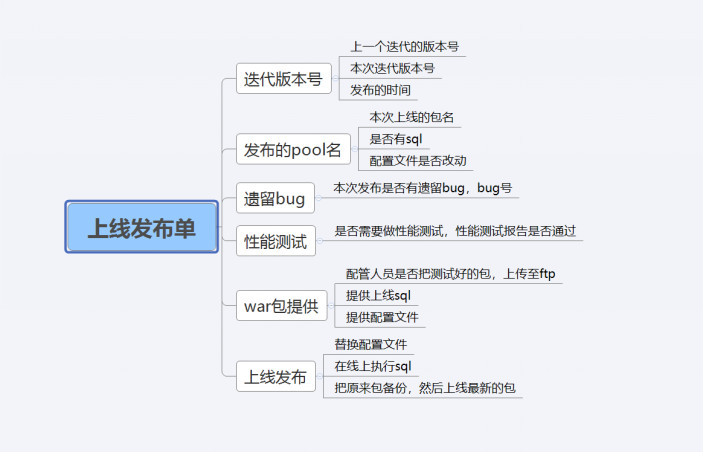 上线发布单
迭代版本号
上一个迭代的版本号
本次迭代版本号
发布的时间
发布的pool名
本次上线的包名
是否有sql
配置文件是否改动
遗留bug
本次发布是否有遗留bug，bug号
性能测试
是否需要做性能测试，性能测试报告是否通过
war包提供
配管人员是否把测试好的包，上传至ftp
提供上线sql
提供配置文件
上线发布
替换配置文件
在线上执行sql
把原来包备份，然后上线最新的包